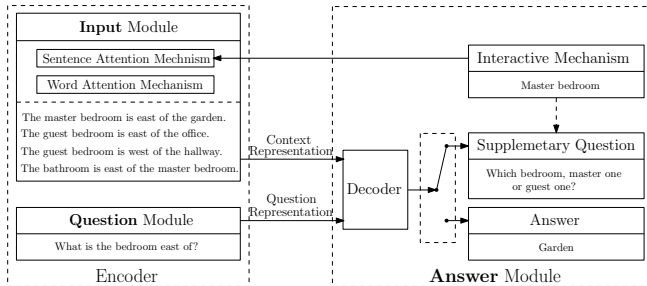 Input Module
Sentence Attention Mechnism
Word Attention Mechanism
The master bedroom is east of the garden.
The guest bedroom is east of the office.
The guest bedroom is west of the hallway.
The bathroom is east of the master bedroom.
Question Module
What is the bedroom east of?
Encoder
Context
Representation
Question
Representation
Decoder
Interactive Mechanism
Master bedroom
Supplemetary Question
Which bedroom, master one
or guest one?
Answer
Garden
Answer Module